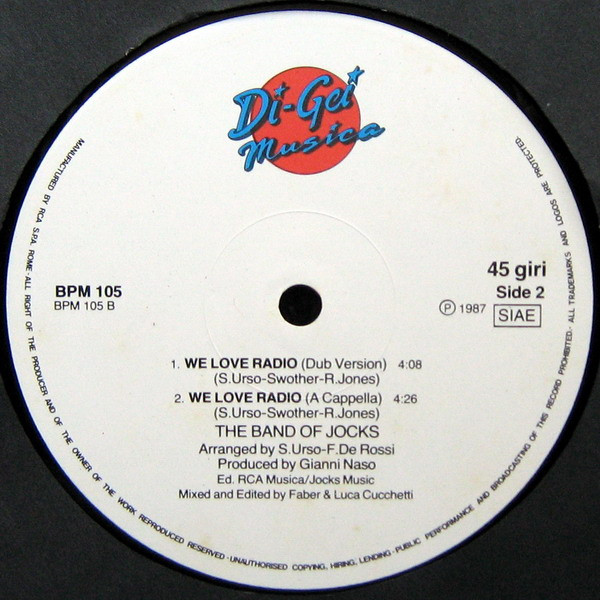 Di-Gei
Musica
45 giri
BPM 105
Side 2
BPM 105 B
℗ 1987
SIAE
1. WE LOVE RADIO (Dub Version) 4:08
(S.Urso-Swother-R.Jones)
2. WE LOVE RADIO (A Cappella) 4:26
(S.Urso-Swother-R.Jones)
THE BAND OF JOCKS
Arranged by S.Urso-F.De Rossi
Produced by Gianni Naso
Ed. RCA Musica/Jocks Music
Mixed and Edited by Faber & Luca Cucchetti
MANUFACTURED BY RCA S.P.A. ROME·ALL RIGHT OF THE PRODUCER AND OF THE OWNER OF THE WORK REPRODUCED RESERVED·UNAUTHORISED COPYING, HIRING, LENDING·PUBLIC PERFORMANCE AND BROADCASTING OF THIS RECORD PROHIBITED·ALL TRADEMARKS AND LOGOS ARE PROTECTED.